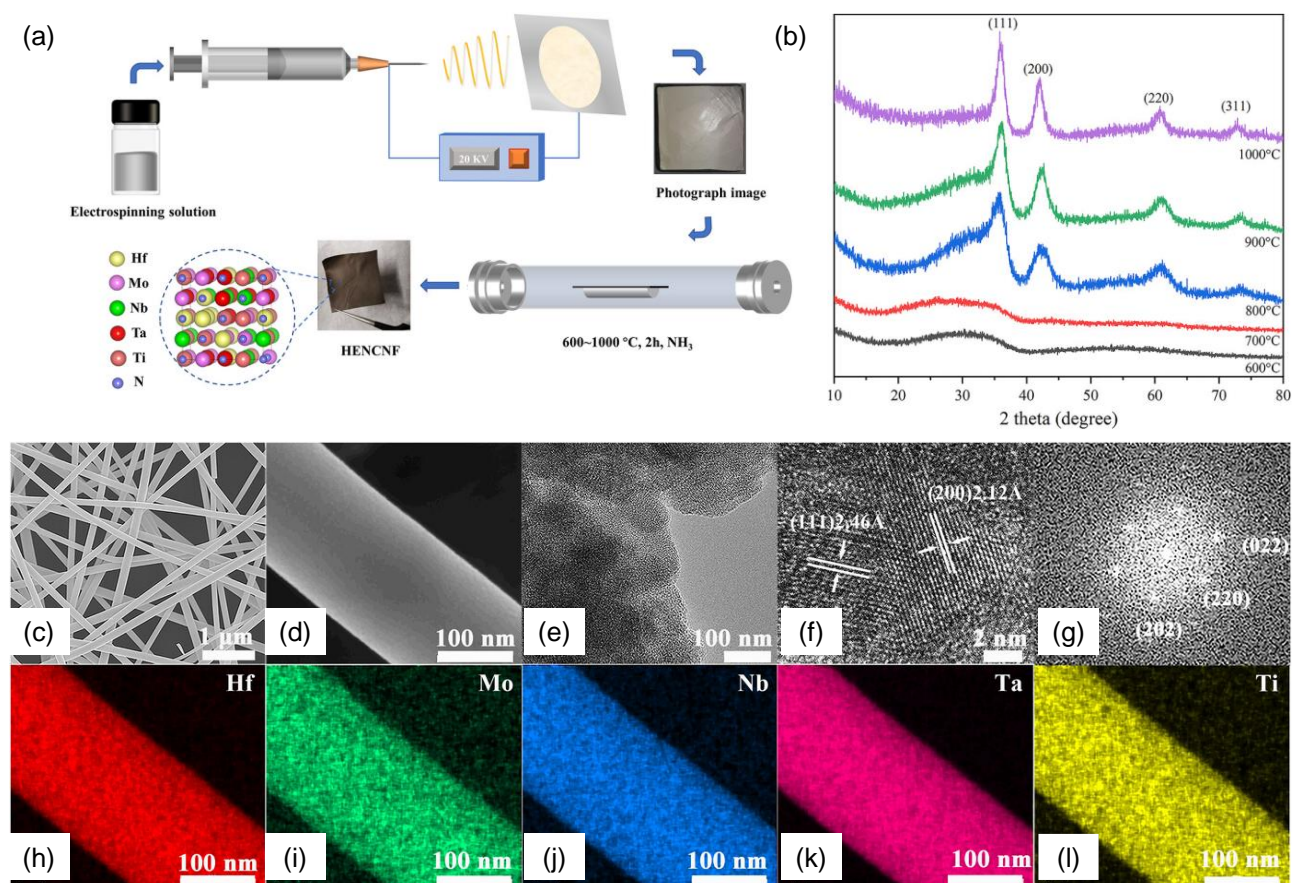 (a)
20 KV
Electrospinning solution
Photograph image
Hf
Mo
Nb
Ta
Ti
N
HENCNF
600~1000 °C, 2h, NH₃
(b)
(111)
(200)
(220)
(311)
1000°C
900°C
800°C
700°C
600°C
10 20 30 40 50 60 70 80
2 theta (degree)
(c)
1 μm
(d)
100 nm
(e)
100 nm
(111)2.46Å
(200)2.12Å
(f)
2 nm
(022)
(220)
(202)
(g)
Hf
(h)
100 nm
Mo
(i)
100 nm
Nb
(j)
100 nm
Ta
(k)
100 nm
Ti
(l)
100 nm